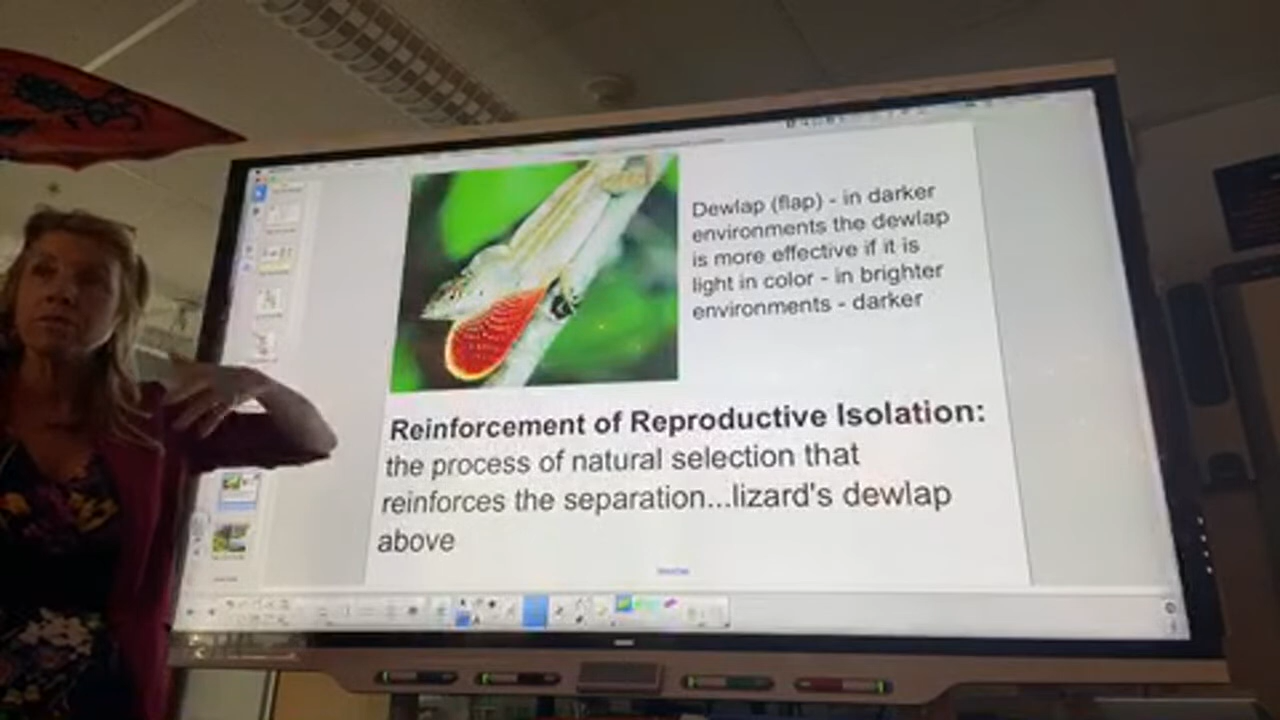 Dewlap (flap) - in darker
environments the dewlap
is more effective if it is
light in color - in brighter
environments - darker
Reinforcement of Reproductive Isolation:
the process of natural selection that
reinforces the separation...lizard's dewlap
above